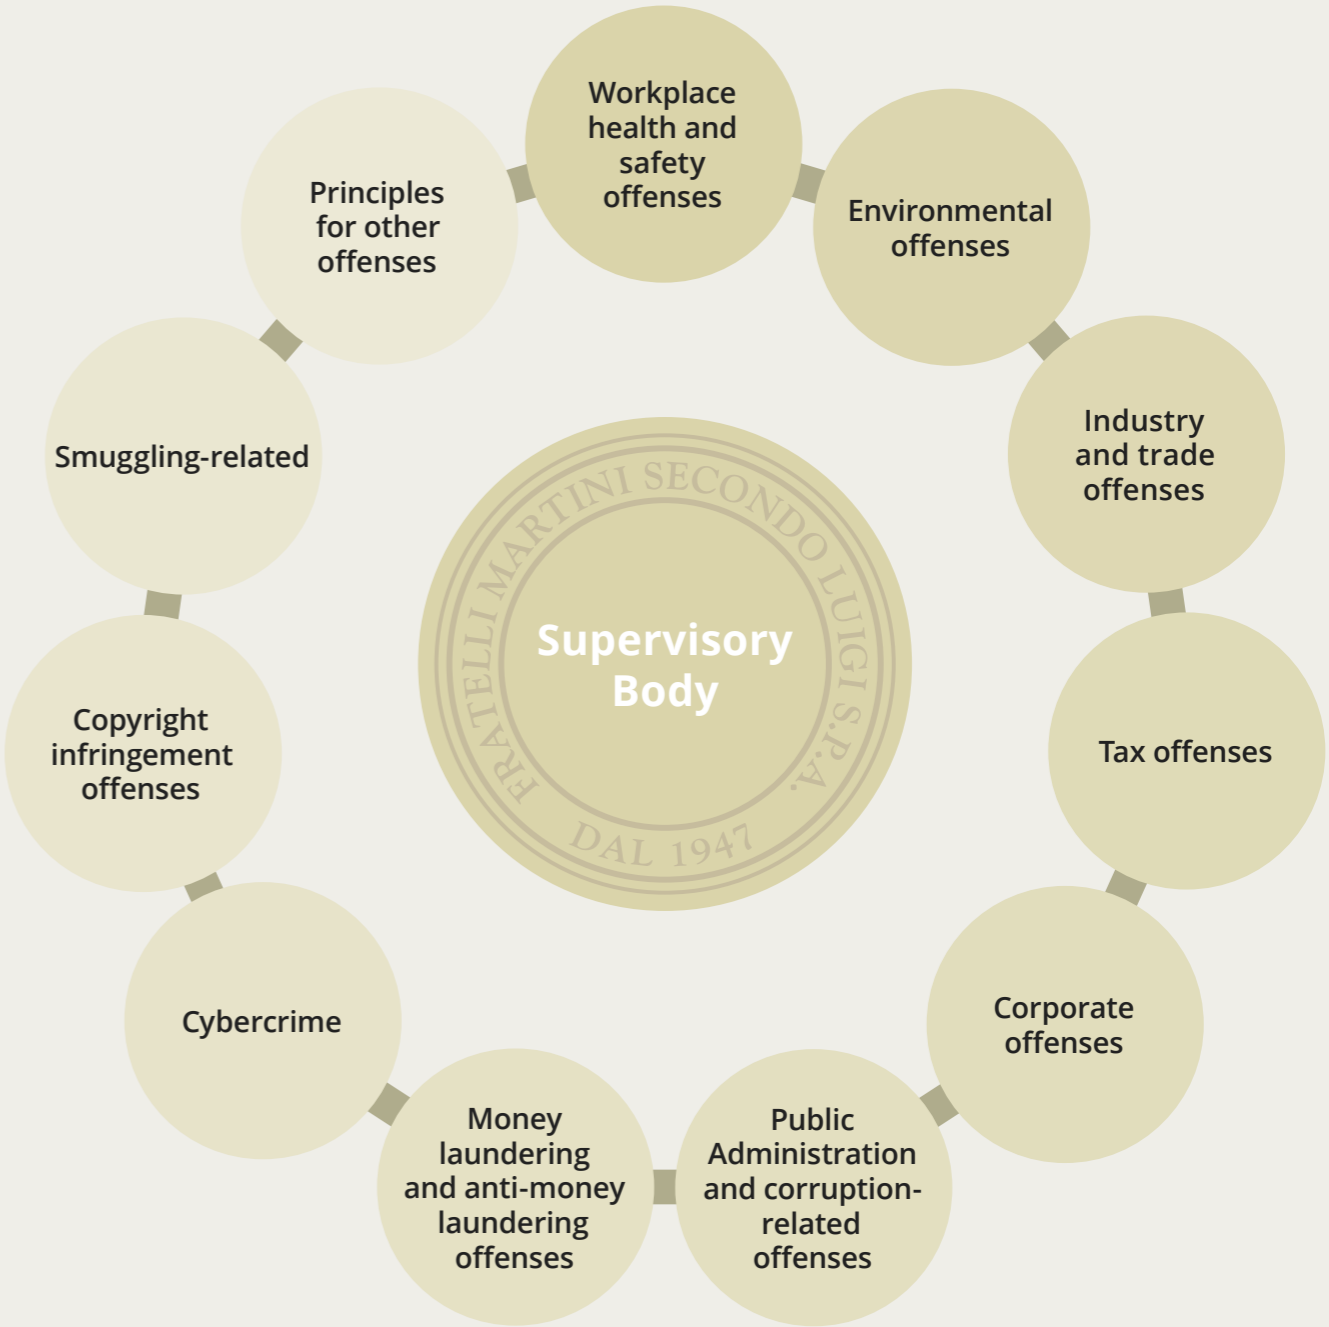 Workplace
health and
safety
offenses
Environmental
offenses
Industry
and trade
offenses
Tax offenses
Corporate
offenses
Public
Administration
and corruption-
related
offenses
Money
laundering
and anti-money
laundering
offenses
Cybercrime
Copyright
infringement
offenses
Smuggling-related
Principles
for other
offenses
FRATELLI MARTINI SECONDO LUIGI S.P.A.
Supervisory
Body
DAL 1947